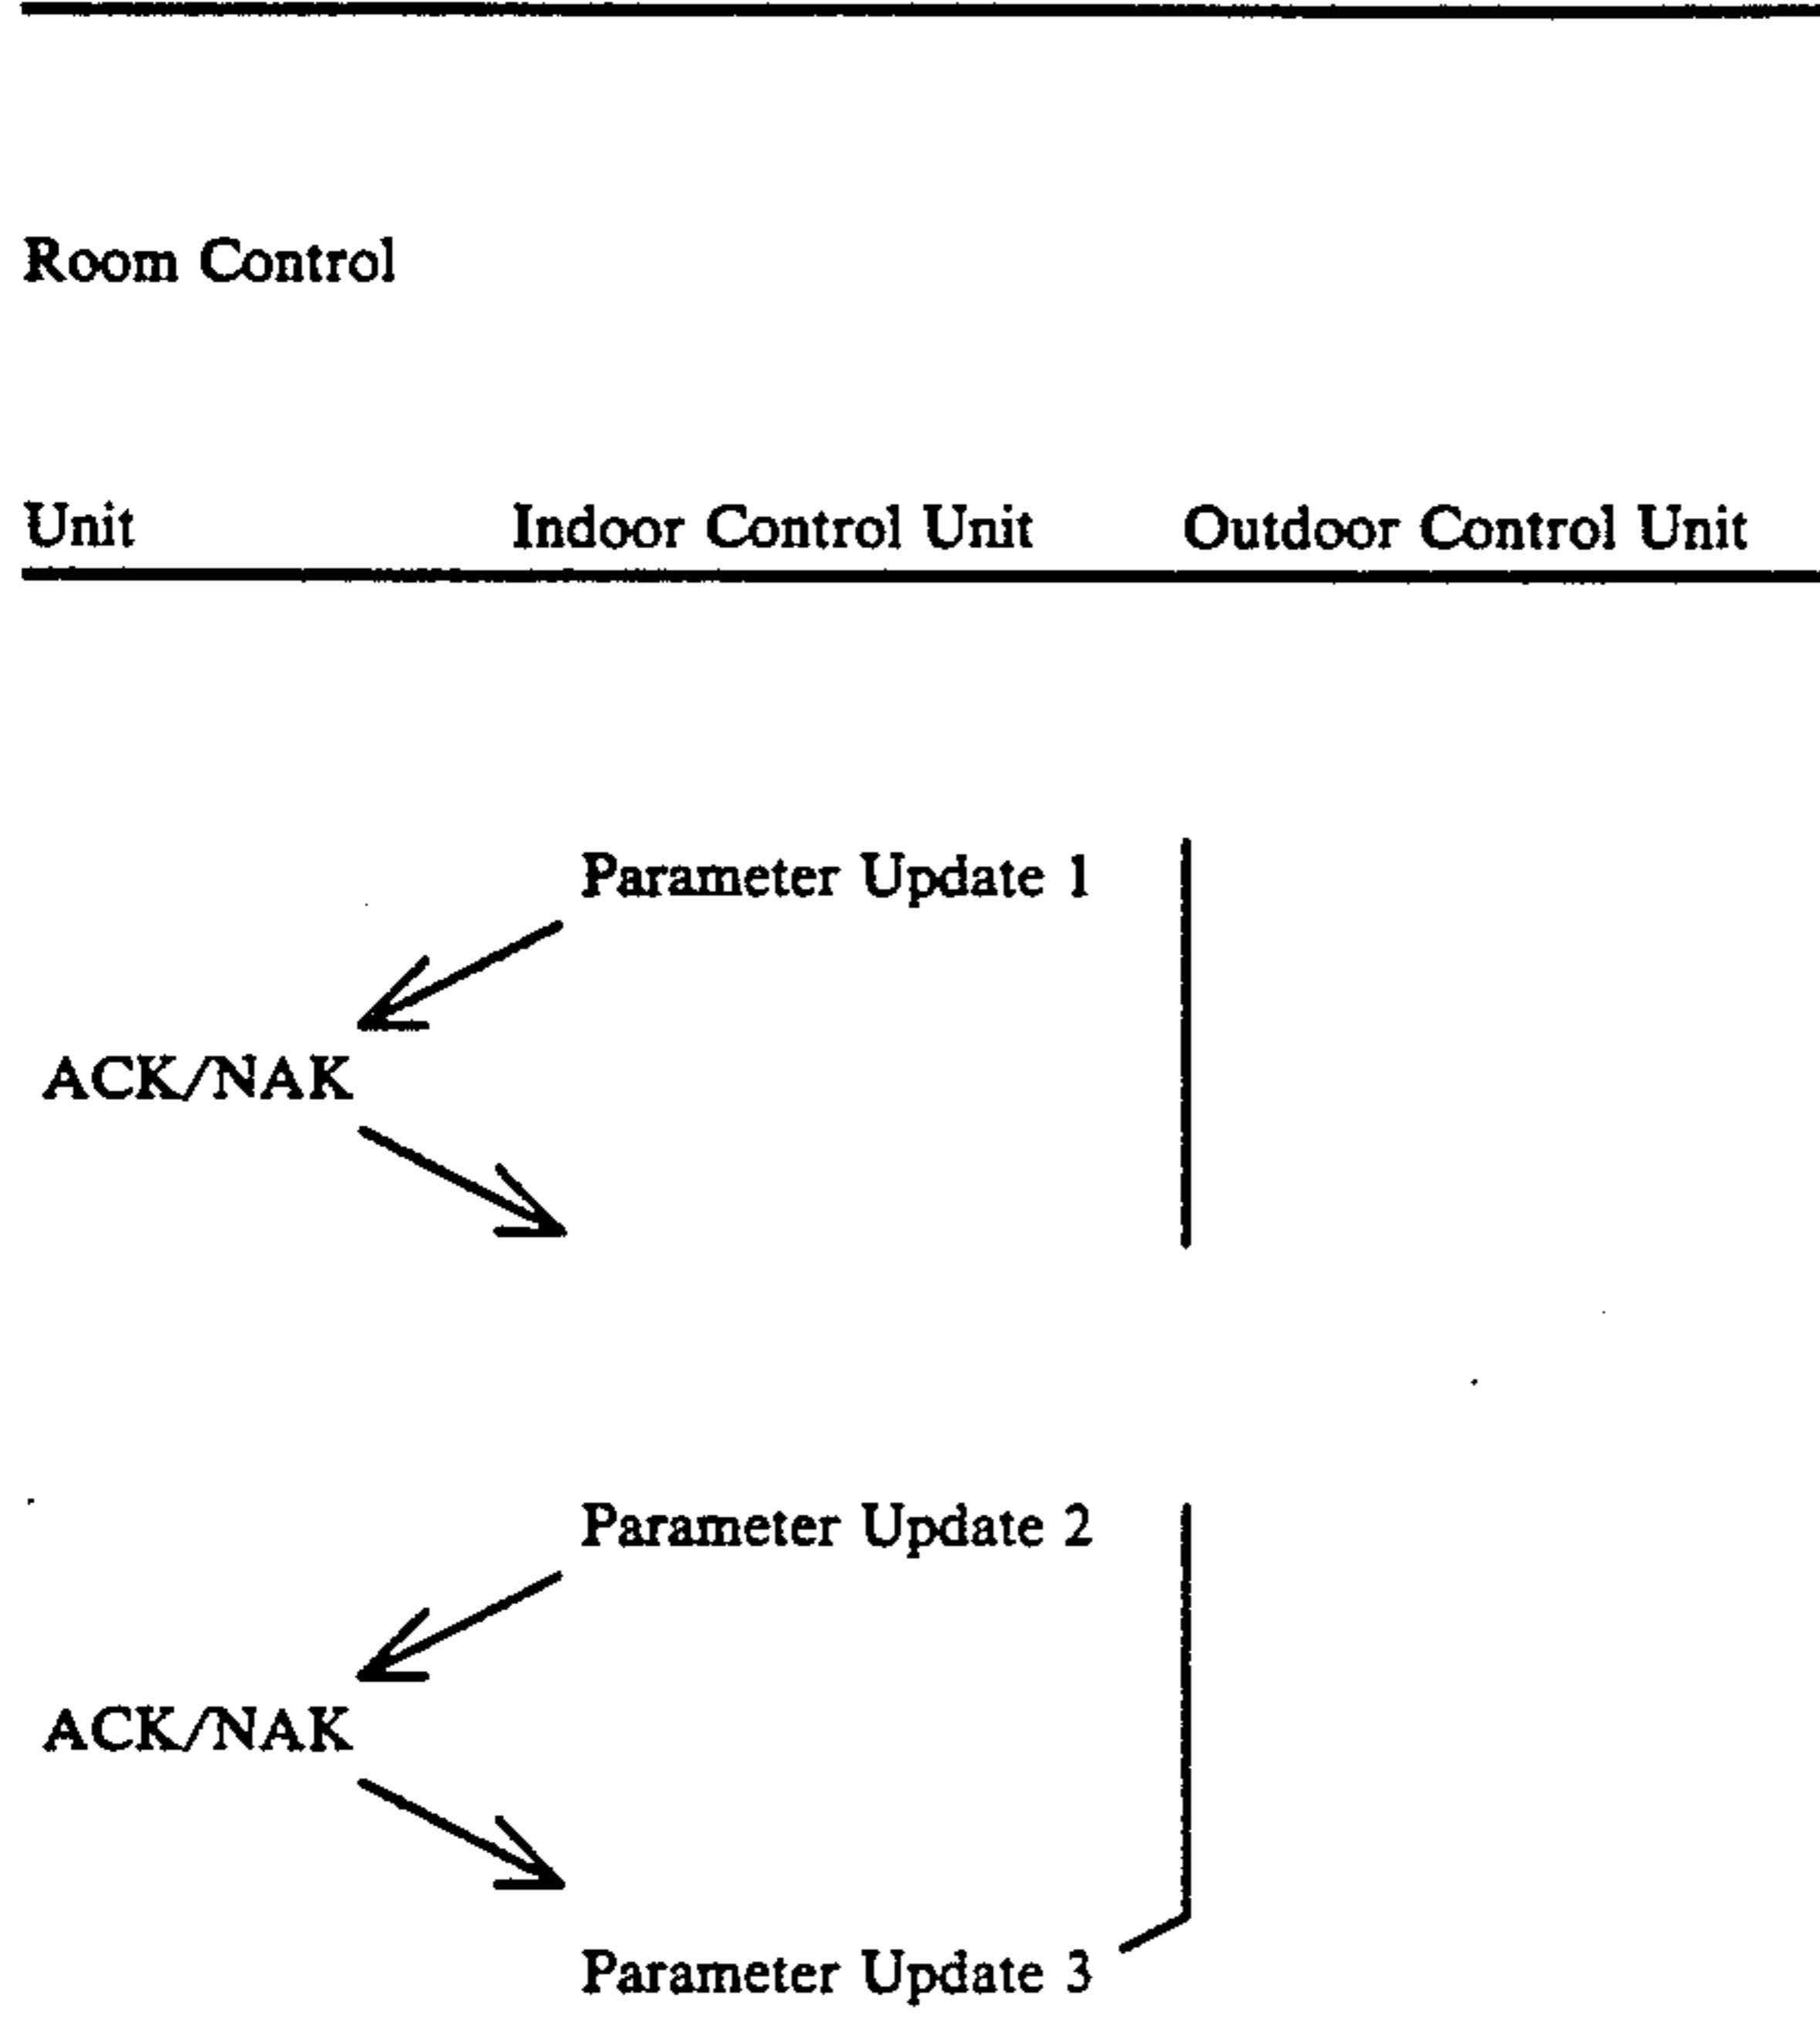 Room Control
Unit Indoor Control Unit Outdoor Control Unit
Parameter Update 1
ACK/NAK
Parameter Update 2
ACK/NAK
Parameter Update 3